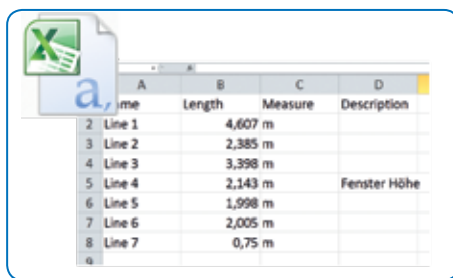 X
a,
A B C D
ame Length Measure Description
2 Line 1 4,607 m
3 Line 2 2,385 m
4 Line 3 3,398 m
5 Line 4 2,143 m Fenster Höhe
6 Line 5 1,998 m
7 Line 6 2,005 m
8 Line 7 0,75 m
9